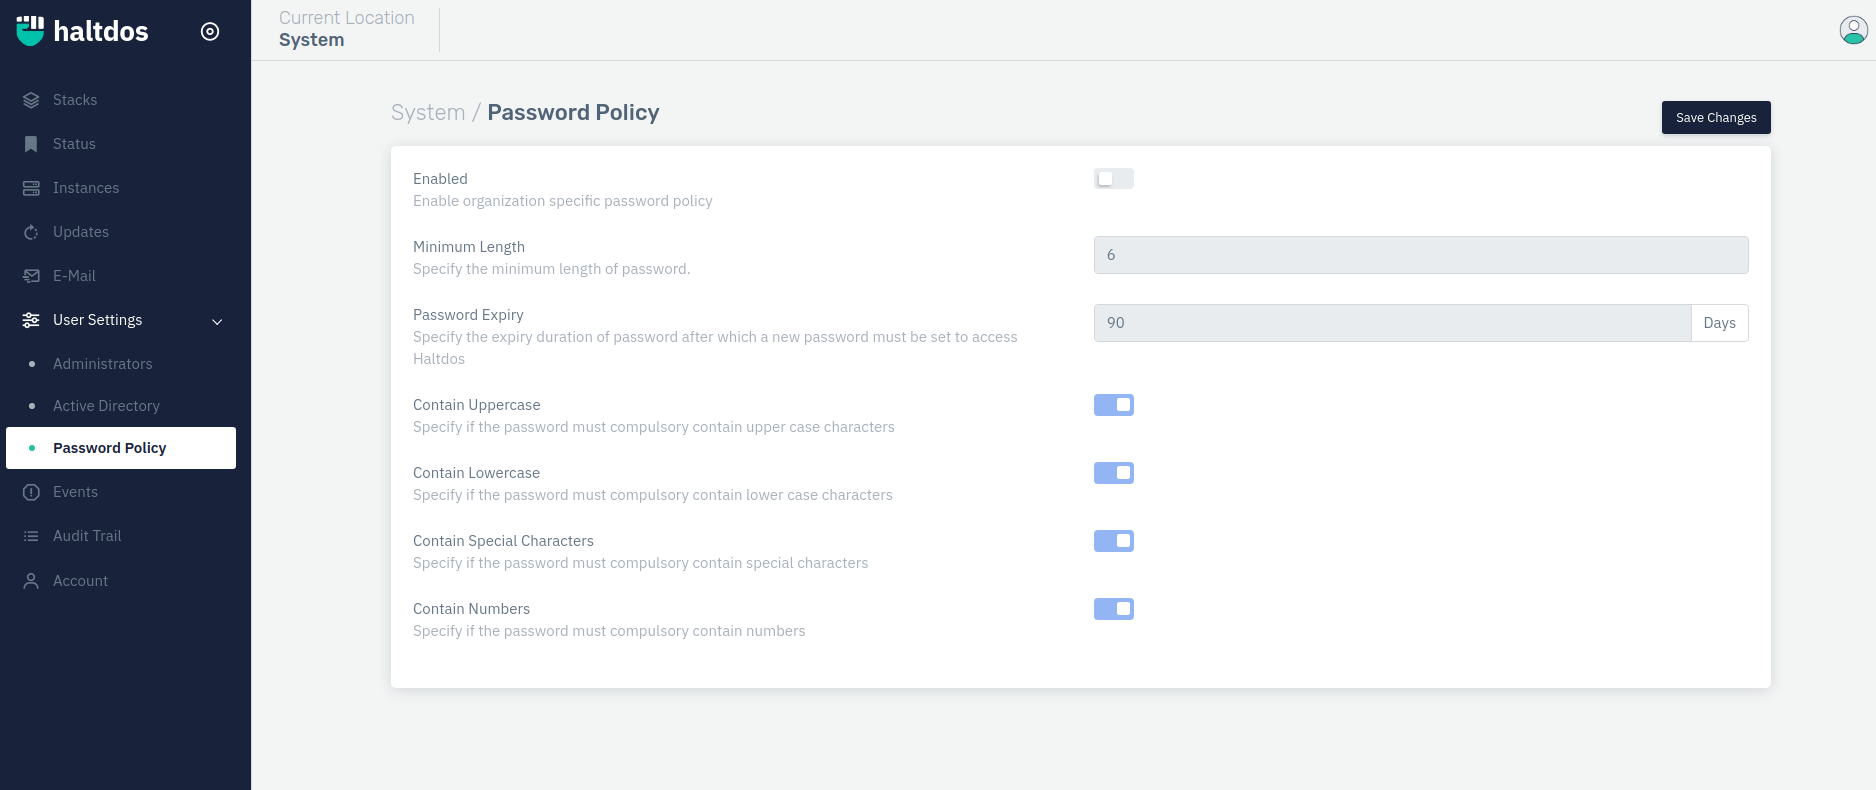 haltdos
Current Location
System
Stacks
Status
Instances
Updates
E-Mail
User Settings
Administrators
Active Directory
Password Policy
Events
Audit Trail
Account
System / Password Policy
Save Changes
Enabled
Enable organization specific password policy
Minimum Length
Specify the minimum length of password.
6
Password Expiry
Specify the expiry duration of password after which a new password must be set to access
Haltdos
90
Days
Contain Uppercase
Specify if the password must compulsory contain upper case characters
Contain Lowercase
Specify if the password must compulsory contain lower case characters
Contain Special Characters
Specify if the password must compulsory contain special characters
Contain Numbers
Specify if the password must compulsory contain numbers